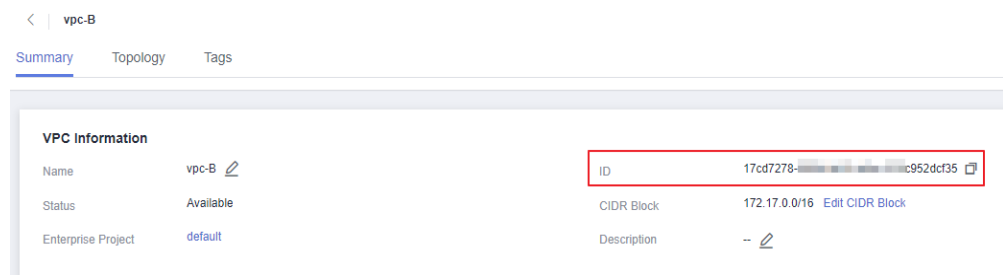 vpc-B
Summary Topology Tags
VPC Information
Name vpc-B ID 17cd7278- c952dcf35
Status Available CIDR Block 172.17.0.0/16 Edit CIDR Block
Enterprise Project default Description --